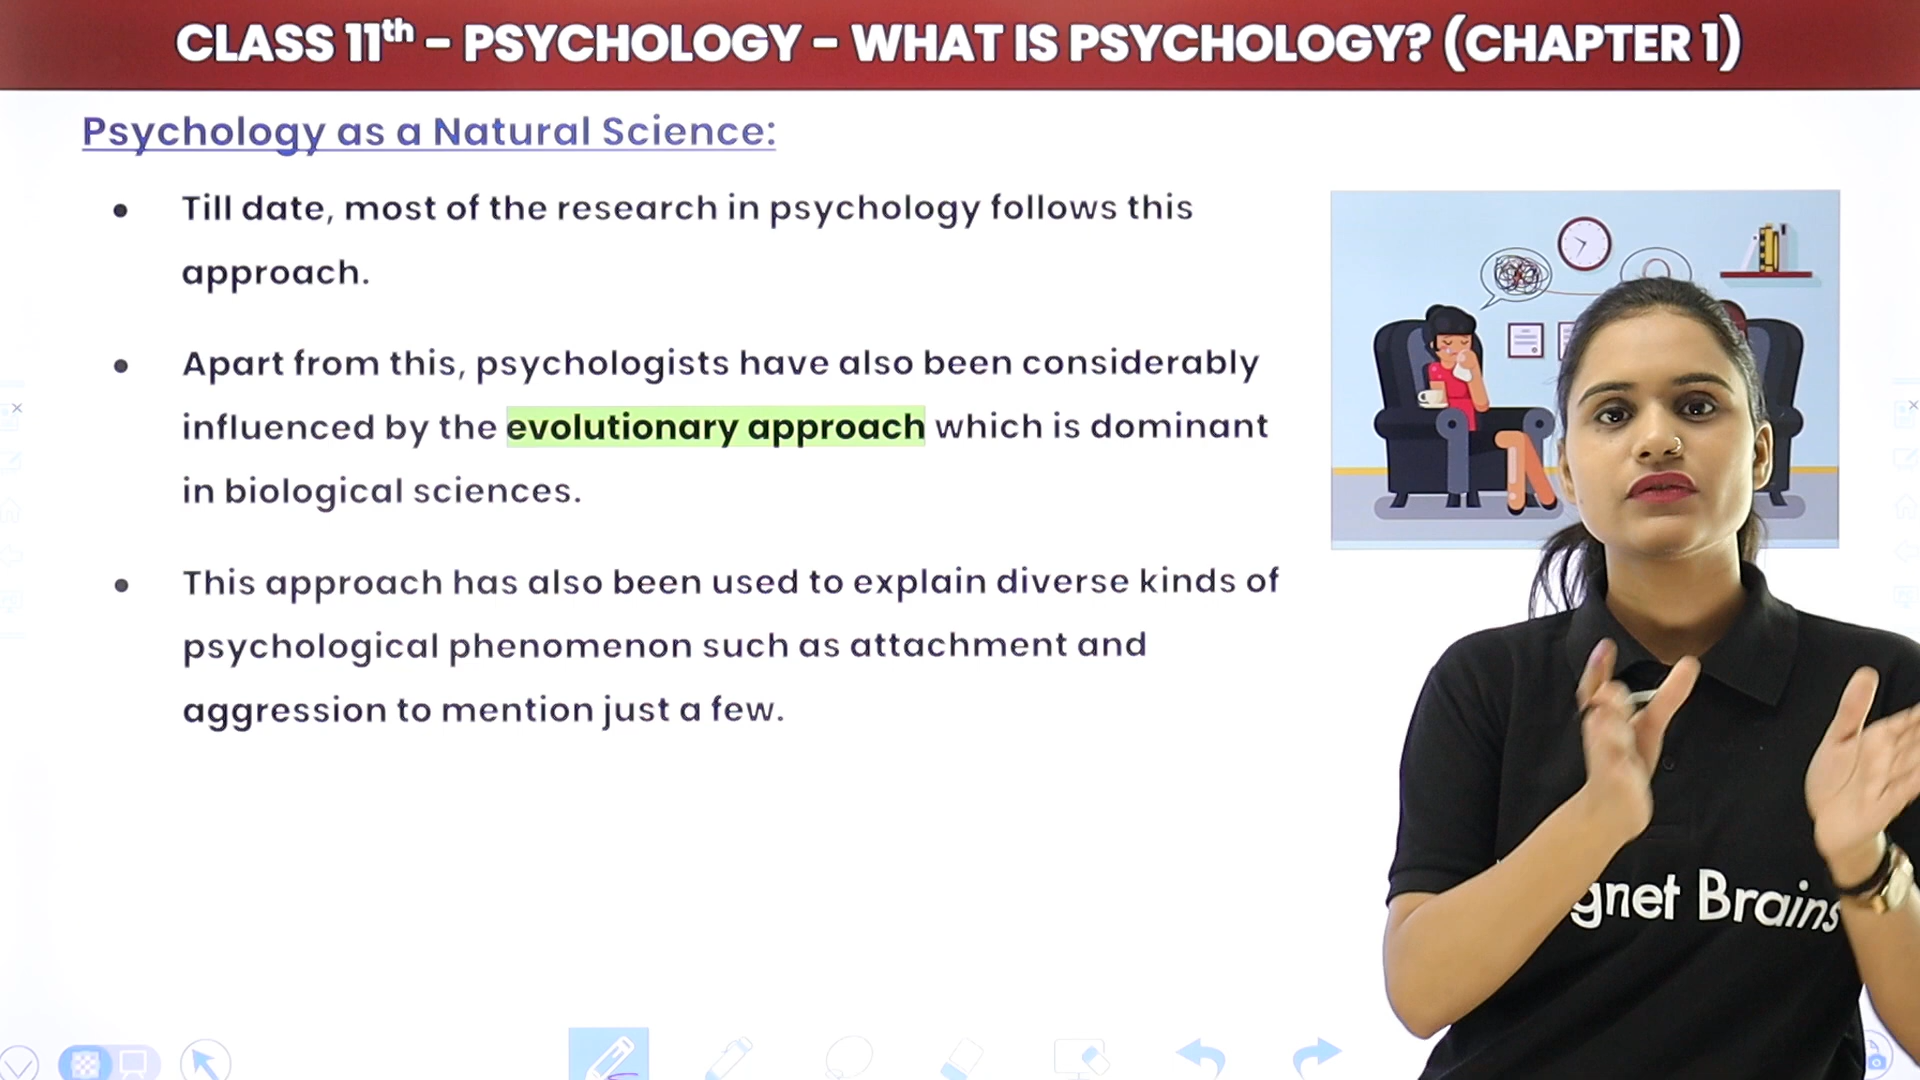 CLASS 11th - PSYCHOLOGY - WHAT IS PSYCHOLOGY? (CHAPTER 1)
Psychology as a Natural Science:
• Till date, most of the research in psychology follows this
approach.
• Apart from this, psychologists have also been considerably
influenced by the evolutionary approach which is dominant
in biological sciences.
• This approach has also been used to explain diverse kinds of
psychological phenomenon such as attachment and
aggression to mention just a few.
gnet Brains